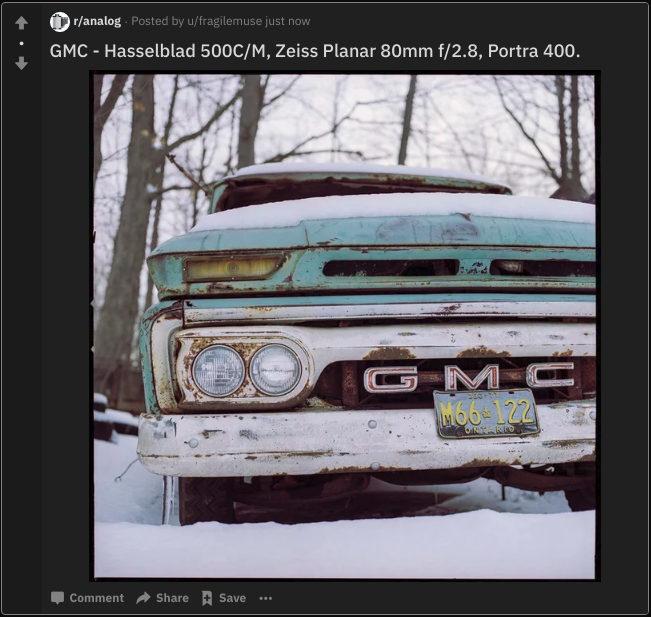 r/analog · Posted by u/fragilemuse just now
GMC - Hasselblad 500C/M, Zeiss Planar 80mm f/2.8, Portra 400.
GMC
M66 122
ONTARIO
Comment Share Save